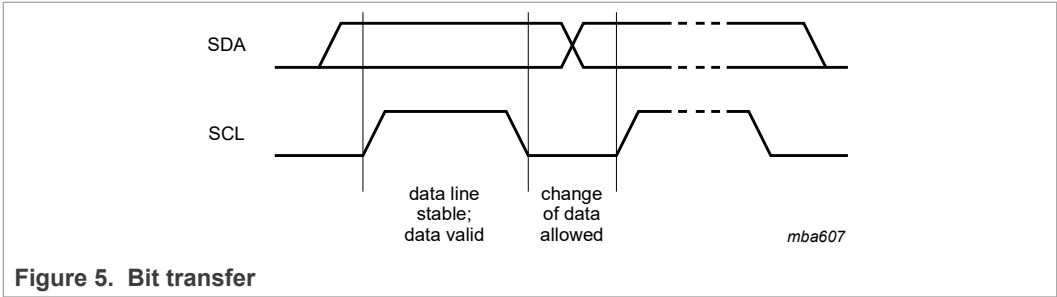 SDA
SCL
data line
stable;
data valid
change
of data
allowed
mba607
Figure 5. Bit transfer